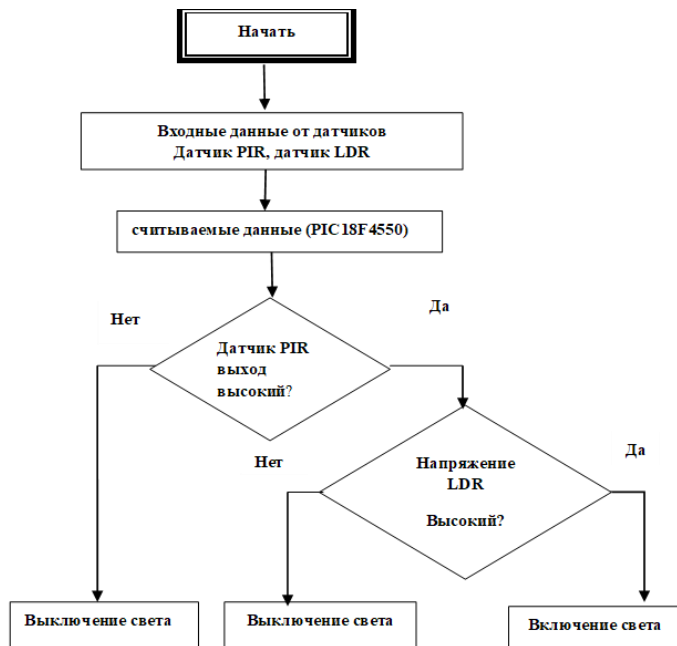 Начать
Входные данные от датчиков
Датчик PIR, датчик LDR
считываемые данные (PIC18F4550)
Нет
Да
Датчик PIR
выход
высокий?
Нет
Да
Напряжение
LDR
Высокий?
Выключение света
Выключение света
Включение света